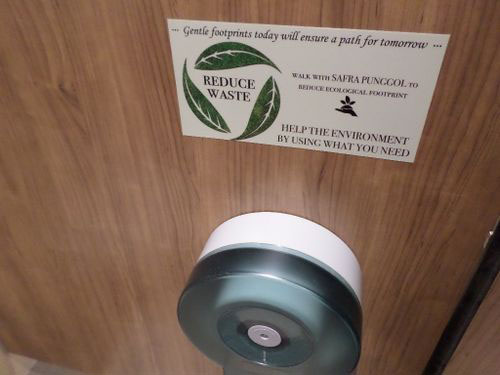 ... Gentle footprints today will ensure a path for tomorrow ...
REDUCE
WASTE
WALK WITH SAFRA PUNGGOL TO
REDUCE ECOLOGICAL FOOTPRINT
HELP THE ENVIRONMENT
BY USING WHAT YOU NEED